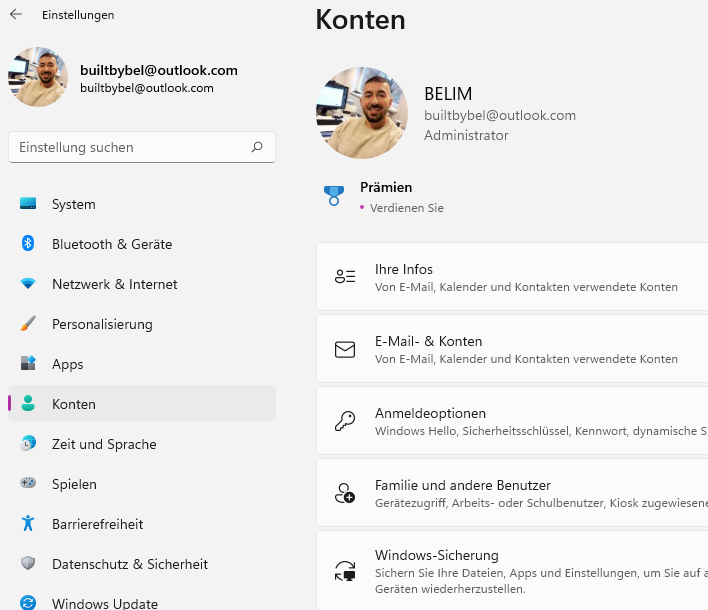 Einstellungen
Konten
builtbybel@outlook.com
builtbybel@outlook.com
BELIM
builtbybel@outlook.com
Administrator
Einstellung suchen
Prämien
• Verdienen Sie
System
Bluetooth & Geräte
Netzwerk & Internet
Personalisierung
Apps
Konten
Zeit und Sprache
Spielen
Barrierefreiheit
Datenschutz & Sicherheit
Windows Update
Ihre Infos
Von E-Mail, Kalender und Kontakten verwendete Konten
E-Mail- & Konten
Von E-Mail, Kalender und Kontakten verwendete Konten
Anmeldeoptionen
Windows Hello, Sicherheitsschlüssel, Kennwort, dynamische S
Familie und andere Benutzer
Gerätezugriff, Arbeits- oder Schulbenutzer, Kiosk zugewiesene
Windows-Sicherung
Sichern Sie Ihre Dateien, Apps und Einstellungen, um Sie auf a
Geräten wiederherzustellen.